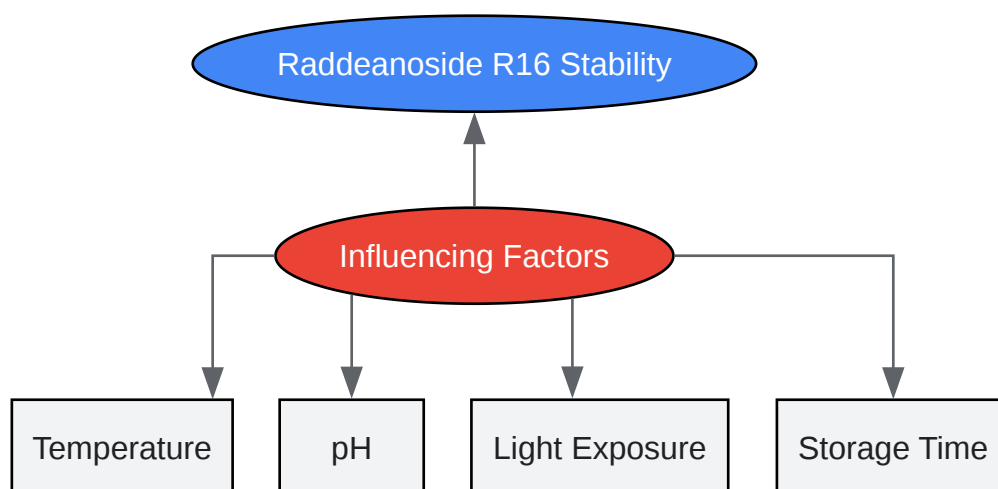 Raddeanoside R16 Stability
Influencing Factors
Temperature
pH
Light Exposure
Storage Time